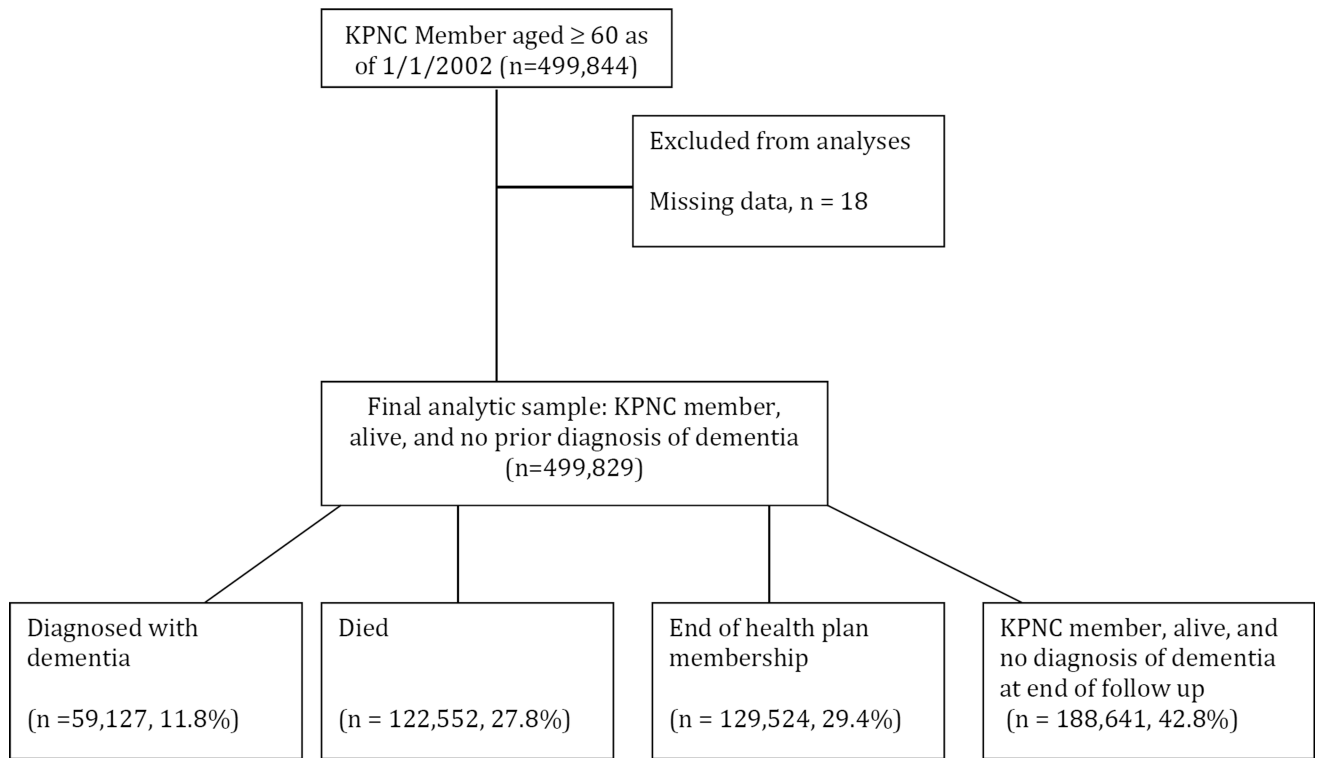 KPNC Member aged ≥ 60 as
of 1/1/2002 (n=499,844)
Excluded from analyses
Missing data, n = 18
Final analytic sample: KPNC member,
alive, and no prior diagnosis of dementia
(n=499,829)
Diagnosed with
dementia
(n =59,127, 11.8%)
Died
(n = 122,552, 27.8%)
End of health plan
membership
(n = 129,524, 29.4%)
KPNC member, alive, and
no diagnosis of dementia
at end of follow up
(n = 188,641, 42.8%)